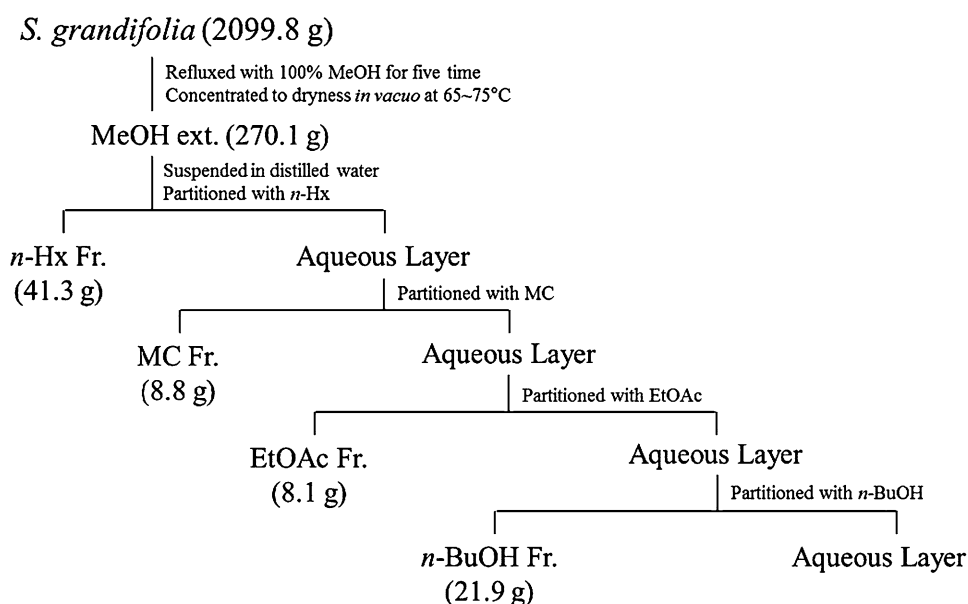 S. grandifolia (2099.8 g)
Refluxed with 100% MeOH for five time
Concentrated to dryness in vacuo at 65~75°C
MeOH ext. (270.1 g)
Suspended in distilled water
Partitioned with n-Hx
n-Hx Fr.
(41.3 g)
Aqueous Layer
Partitioned with MC
MC Fr.
(8.8 g)
Aqueous Layer
Partitioned with EtOAc
EtOAc Fr.
(8.1 g)
Aqueous Layer
Partitioned with n-BuOH
n-BuOH Fr.
(21.9 g)
Aqueous Layer